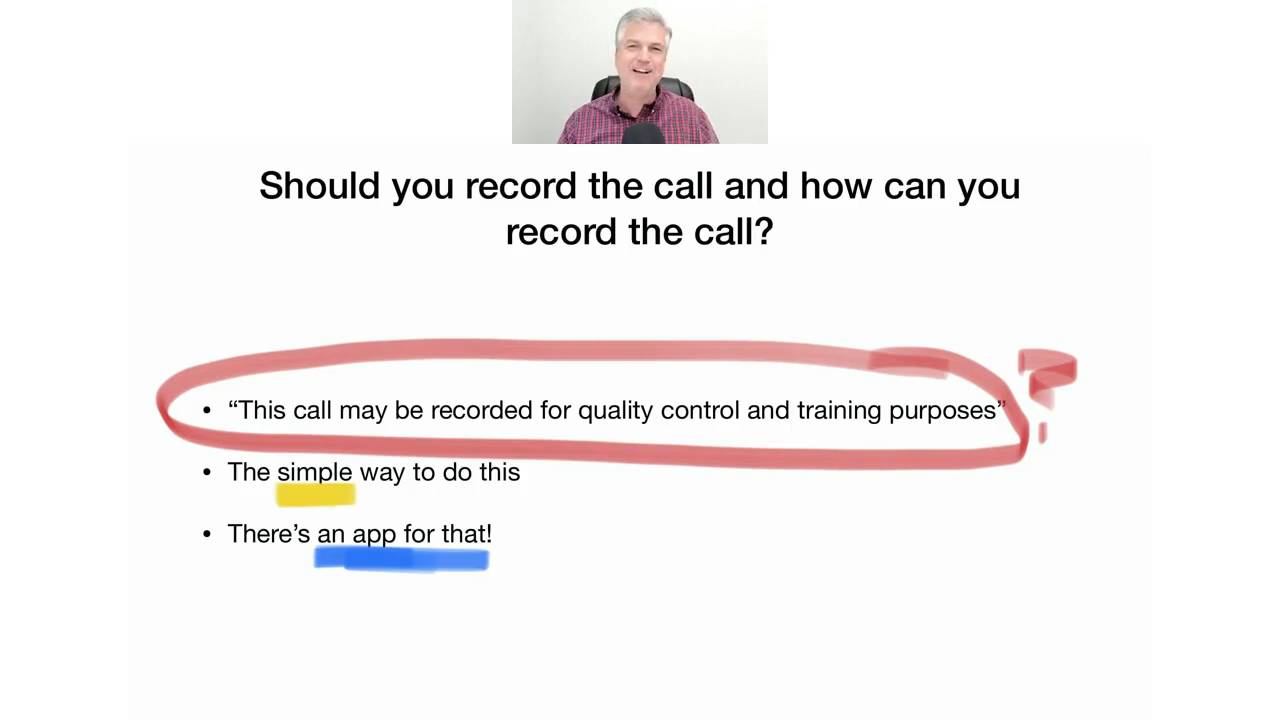 Should you record the call and how can you
record the call?
• “This call may be recorded for quality control and training purposes”
• The simple way to do this
• There’s an app for that!
?